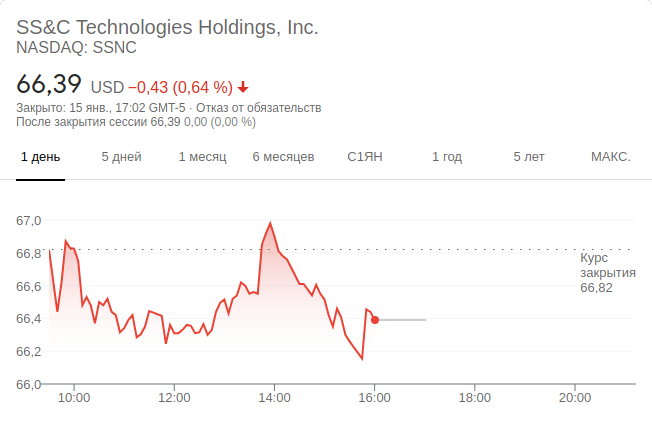 SS&C Technologies Holdings, Inc.
NASDAQ: SSNC
66,39 USD −0,43 (0,64 %)
Закрыто: 15 янв., 17:02 GMT-5 · Отказ от обязательств
После закрытия сессии 66,39 0,00 (0,00 %)
1 день 5 дней 1 месяц 6 месяцев С1ЯН 1 год 5 лет МАКС.
67,0
66,8
66,6
66,4
66,2
66,0
Курс
закрытия
66,82
10:00 12:00 14:00 16:00 18:00 20:00